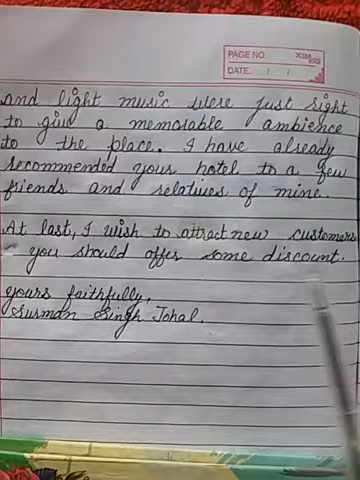 PAGE NO.
DATE. / /
and light music were just right
to give a memorable ambience
to the place. I have already
recommended your hotel to a few
friends and relatives of mine.
At last, I wish to attract new customers
you should offer some discount.
yours faithfully,
Gurman Singh Johal.